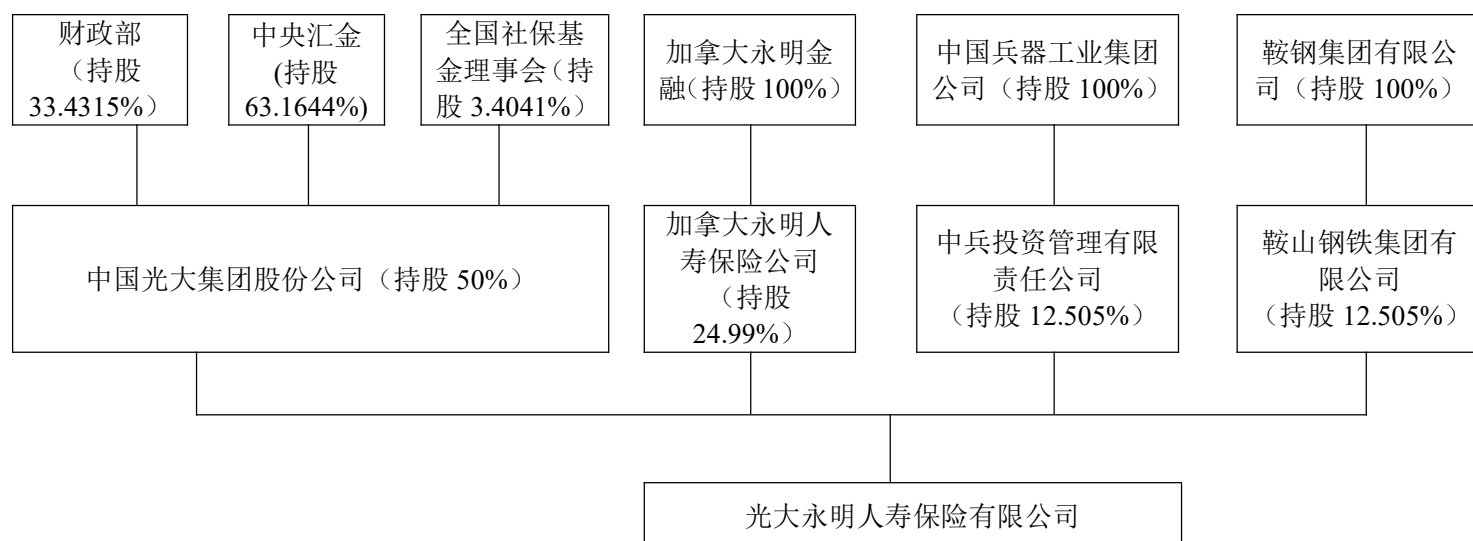 财政部
（持股
33.4315%）
中央汇金
(持股
63.1644%)
全国社保基
金理事会（持
股 3.4041%）
加拿大永明金
融（持股 100%）
中国兵器工业集团
公司（持股 100%）
鞍钢集团有限公
司（持股 100%）
中国光大集团股份公司（持股 50%）
加拿大永明人
寿保险公司
（持股
24.99%）
中兵投资管理有限
责任公司
（持股 12.505%）
鞍山钢铁集团有
限公司
（持股 12.505%）
光大永明人寿保险有限公司